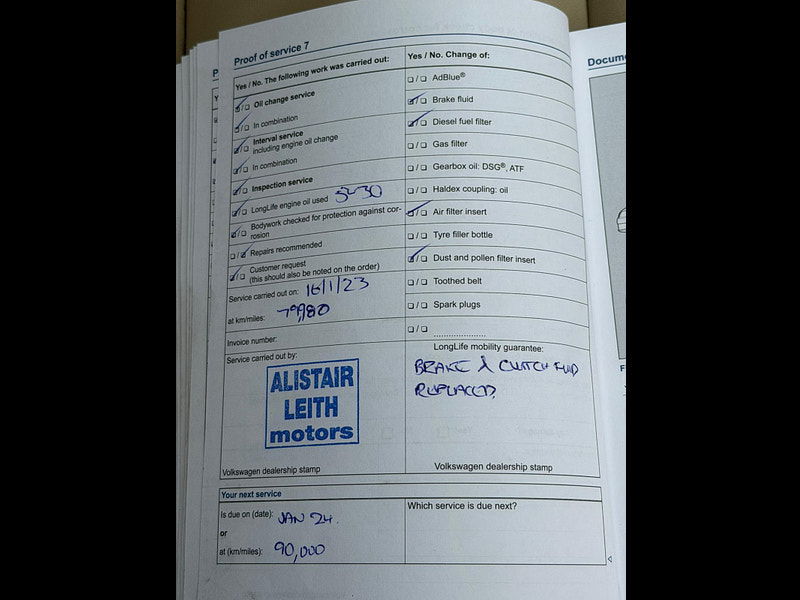 Proof of service 7
Yes / No. The following work was carried out:
Oil change service
In combination
Interval service
including engine oil change
In combination
Inspection service
LongLife engine oil used 5W30
Bodywork checked for protection against cor-
rosion
Repairs recommended
Customer request
(this should also be noted on the order)
Service carried out on: 16/1/23
at km/miles: 79,980
Invoice number:
Service carried out by:
ALISTAIR
LEITH
motors
Volkswagen dealership stamp
Yes / No. Change of:
AdBlue®
Brake fluid
Diesel fuel filter
Gas filter
Gearbox oil: DSG®, ATF
Haldex coupling: oil
Air filter insert
Tyre filler bottle
Dust and pollen filter insert
Toothed belt
Spark plugs
LongLife mobility guarantee:
BRAKE & CLUTCH FLUID
REPLACED.
Volkswagen dealership stamp
Your next service
Is due on (date): JAN 24.
or
at (km/miles): 90,000
Which service is due next?
Docume